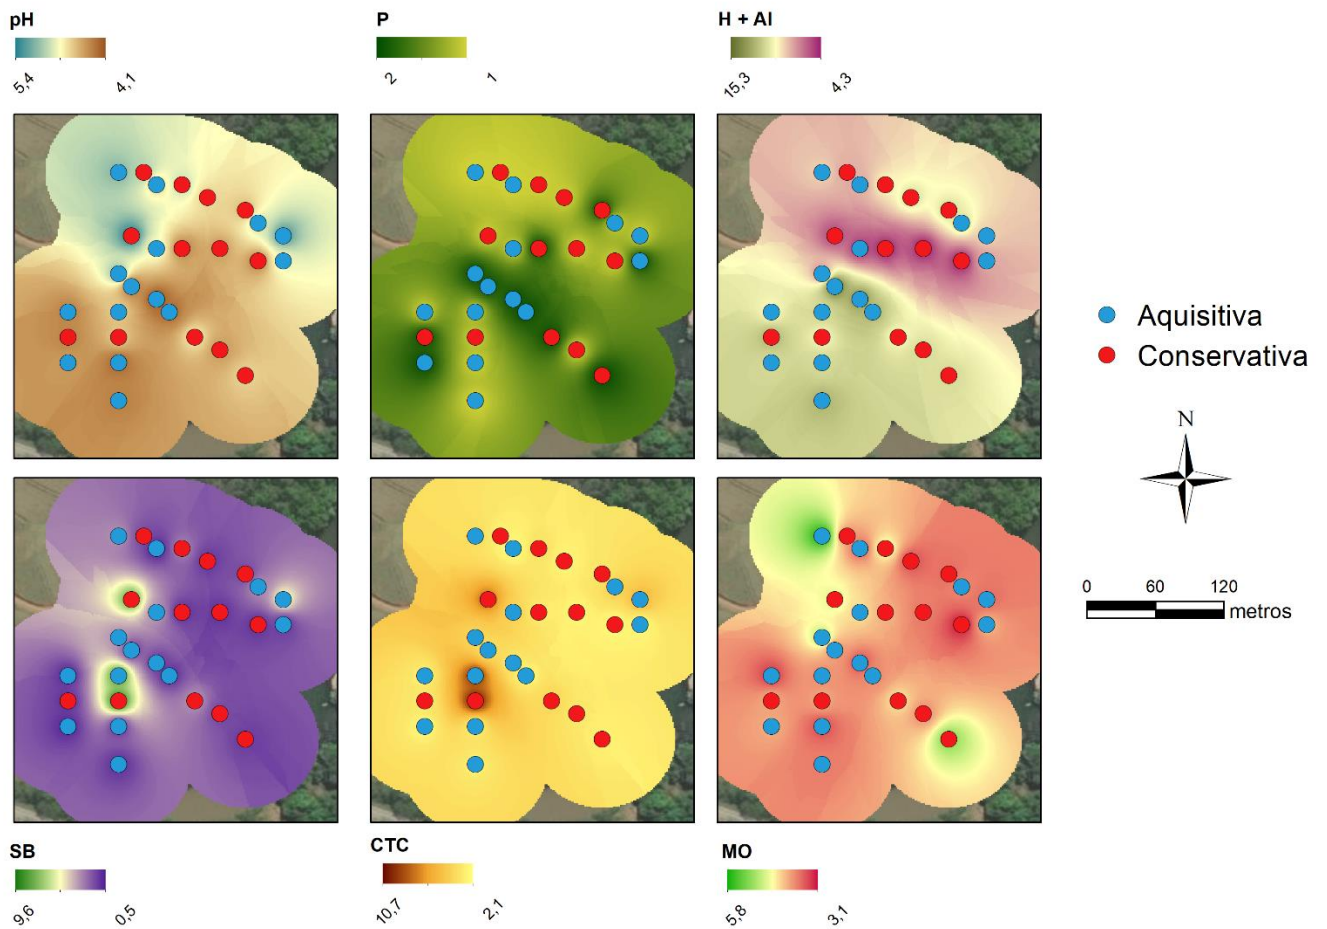 pH
P
H + Al
5,4
4,1
2
1
15,3
4,3
Aquisitiva
Conservativa
N
0 60 120
metros
SB
CTC
MO
9,6
0,5
10,7
2,1
5,8
3,1